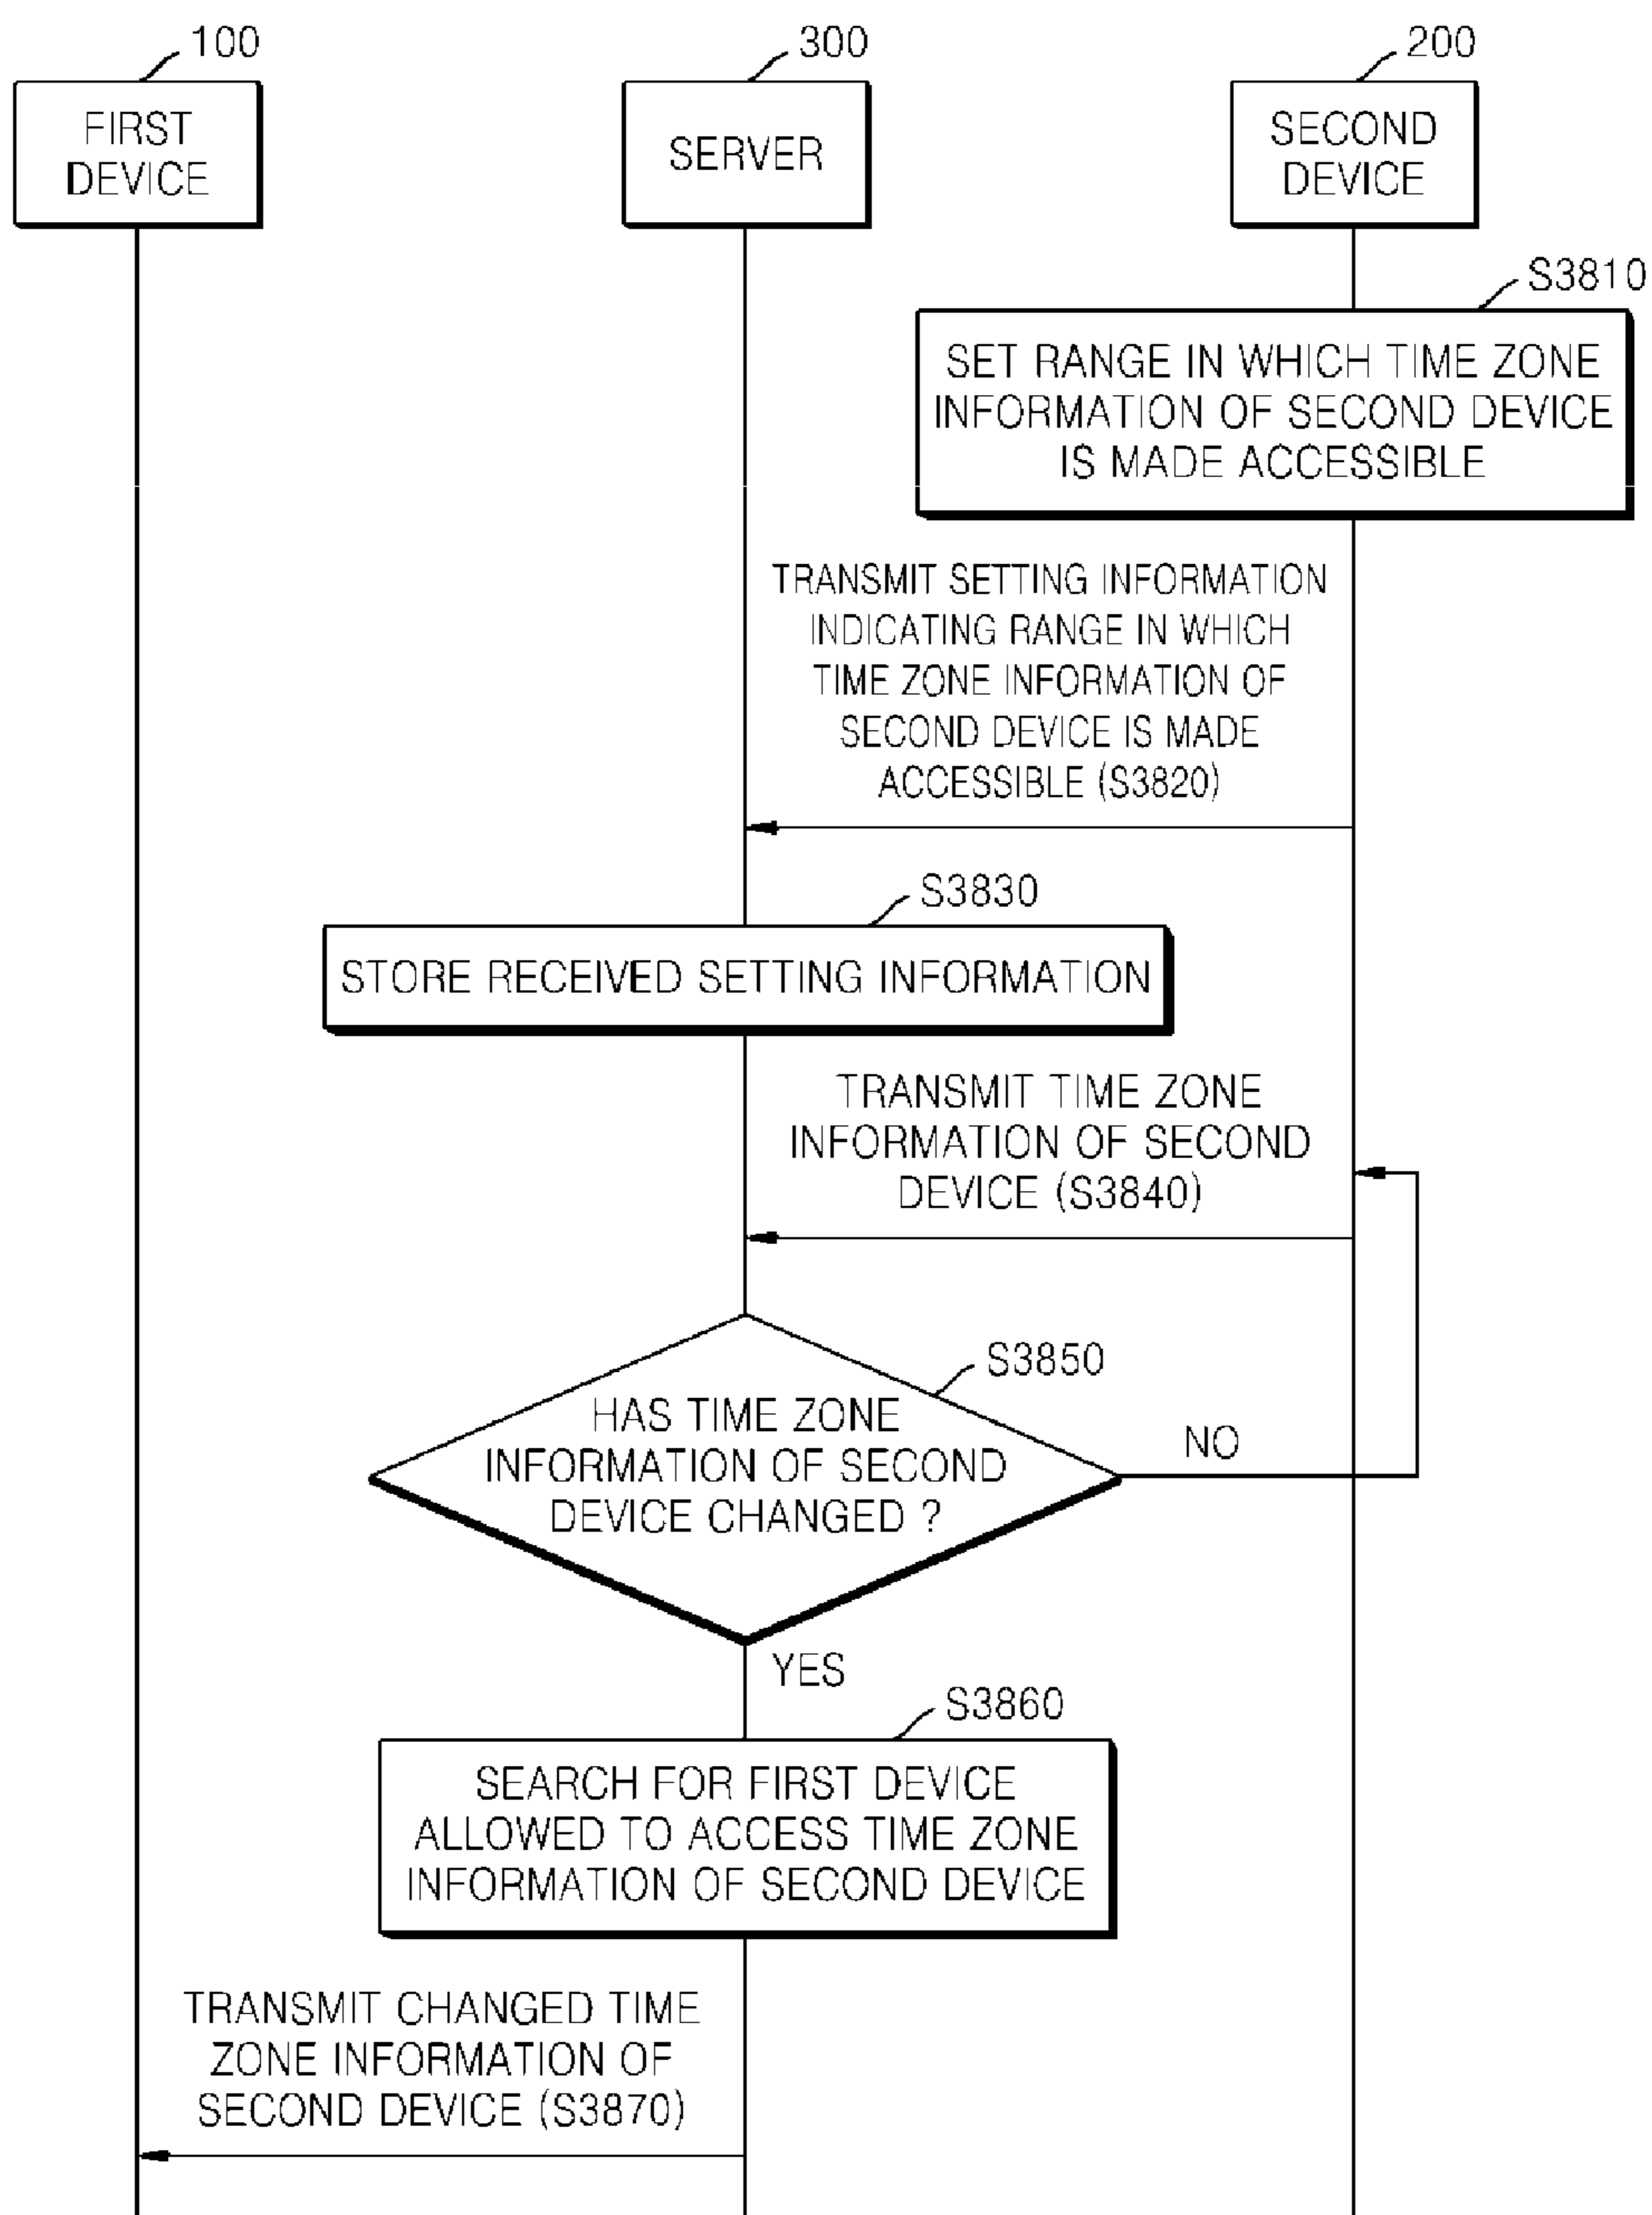 100
300
200
FIRST
DEVICE
SERVER
SECOND
DEVICE
S3810
SET RANGE IN WHICH TIME ZONE
INFORMATION OF SECOND DEVICE
IS MADE ACCESSIBLE
TRANSMIT SETTING INFORMATION
INDICATING RANGE IN WHICH
TIME ZONE INFORMATION OF
SECOND DEVICE IS MADE
ACCESSIBLE (S3820)
S3830
STORE RECEIVED SETTING INFORMATION
TRANSMIT TIME ZONE
INFORMATION OF SECOND
DEVICE (S3840)
S3850
HAS TIME ZONE
INFORMATION OF SECOND
DEVICE CHANGED ?
NO
YES
S3860
SEARCH FOR FIRST DEVICE
ALLOWED TO ACCESS TIME ZONE
INFORMATION OF SECOND DEVICE
TRANSMIT CHANGED TIME
ZONE INFORMATION OF
SECOND DEVICE (S3870)